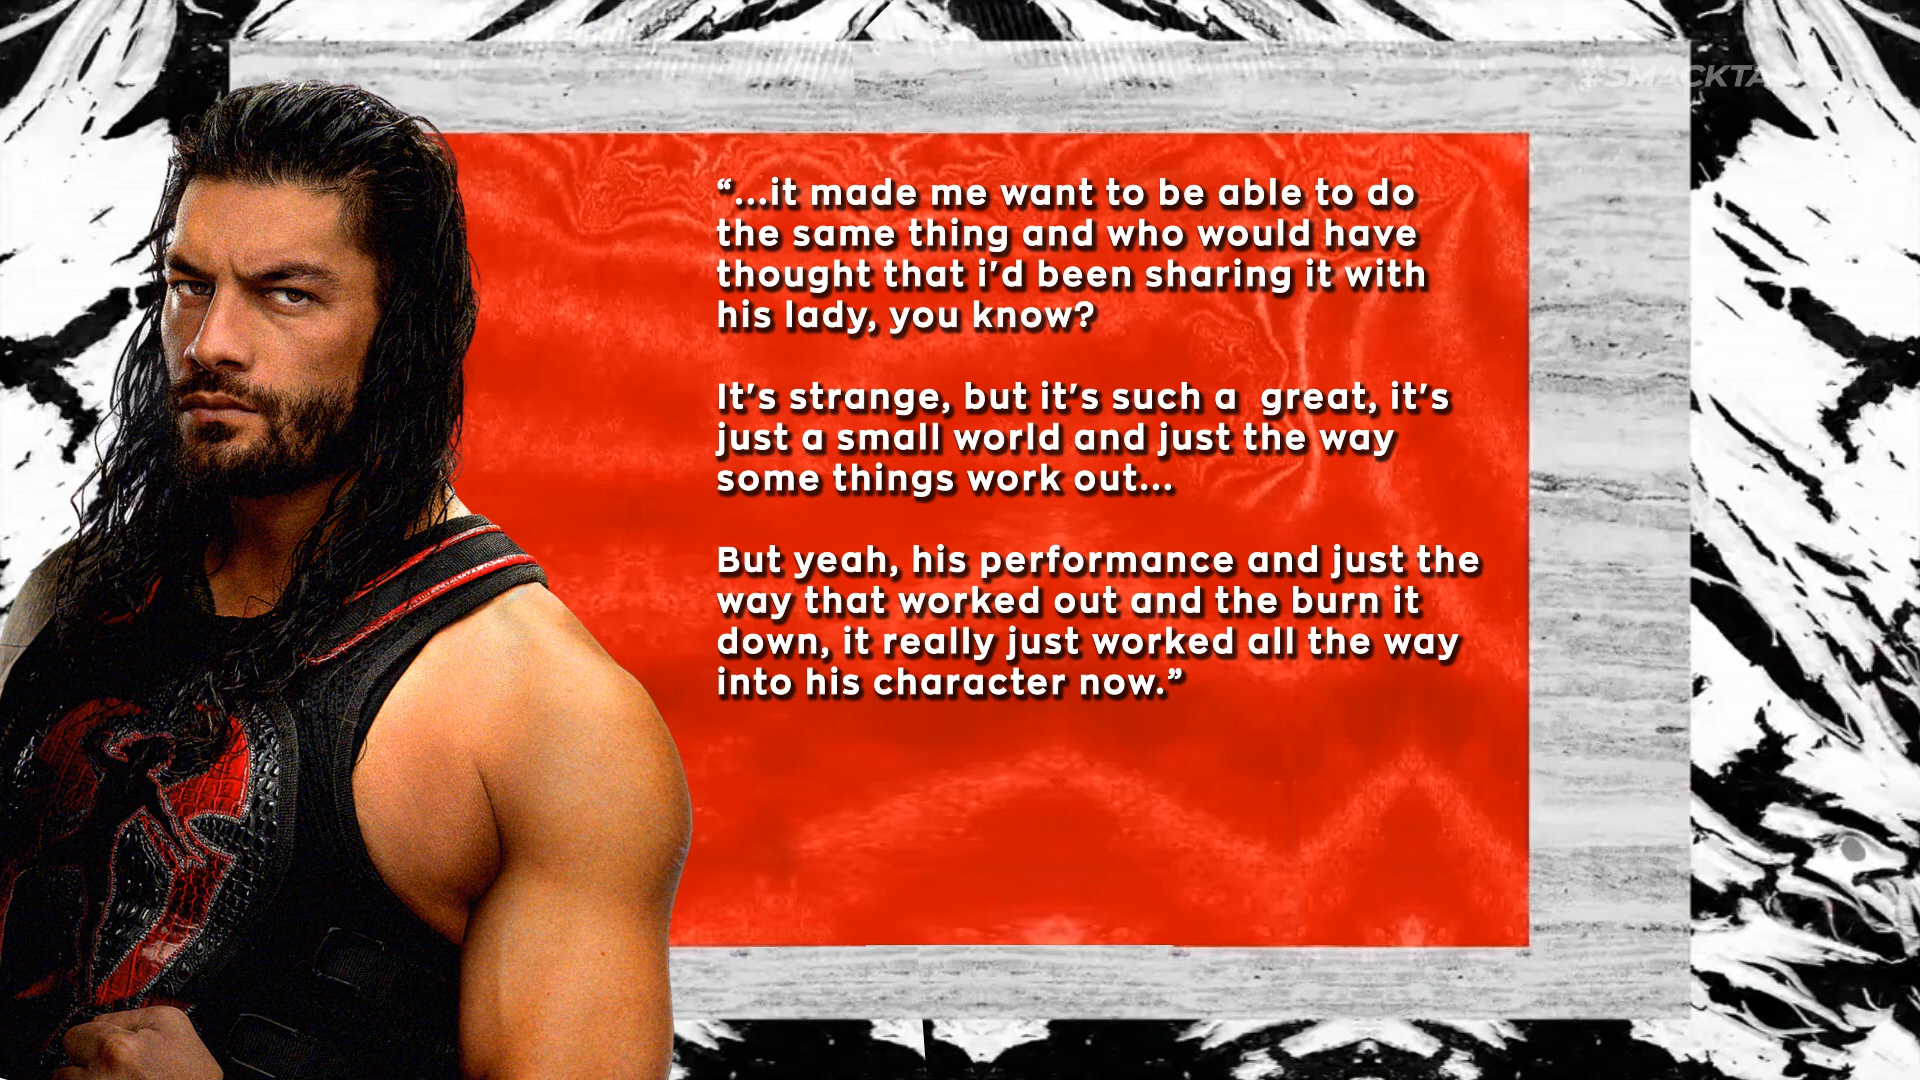 “...it made me want to be able to do
the same thing and who would have
thought that i'd been sharing it with
his lady, you know?
It's strange, but it's such a  great, it's
just a small world and just the way
some things work out...
But yeah, his performance and just the
way that worked out and the burn it
down, it really just worked all the way
into his character now.”